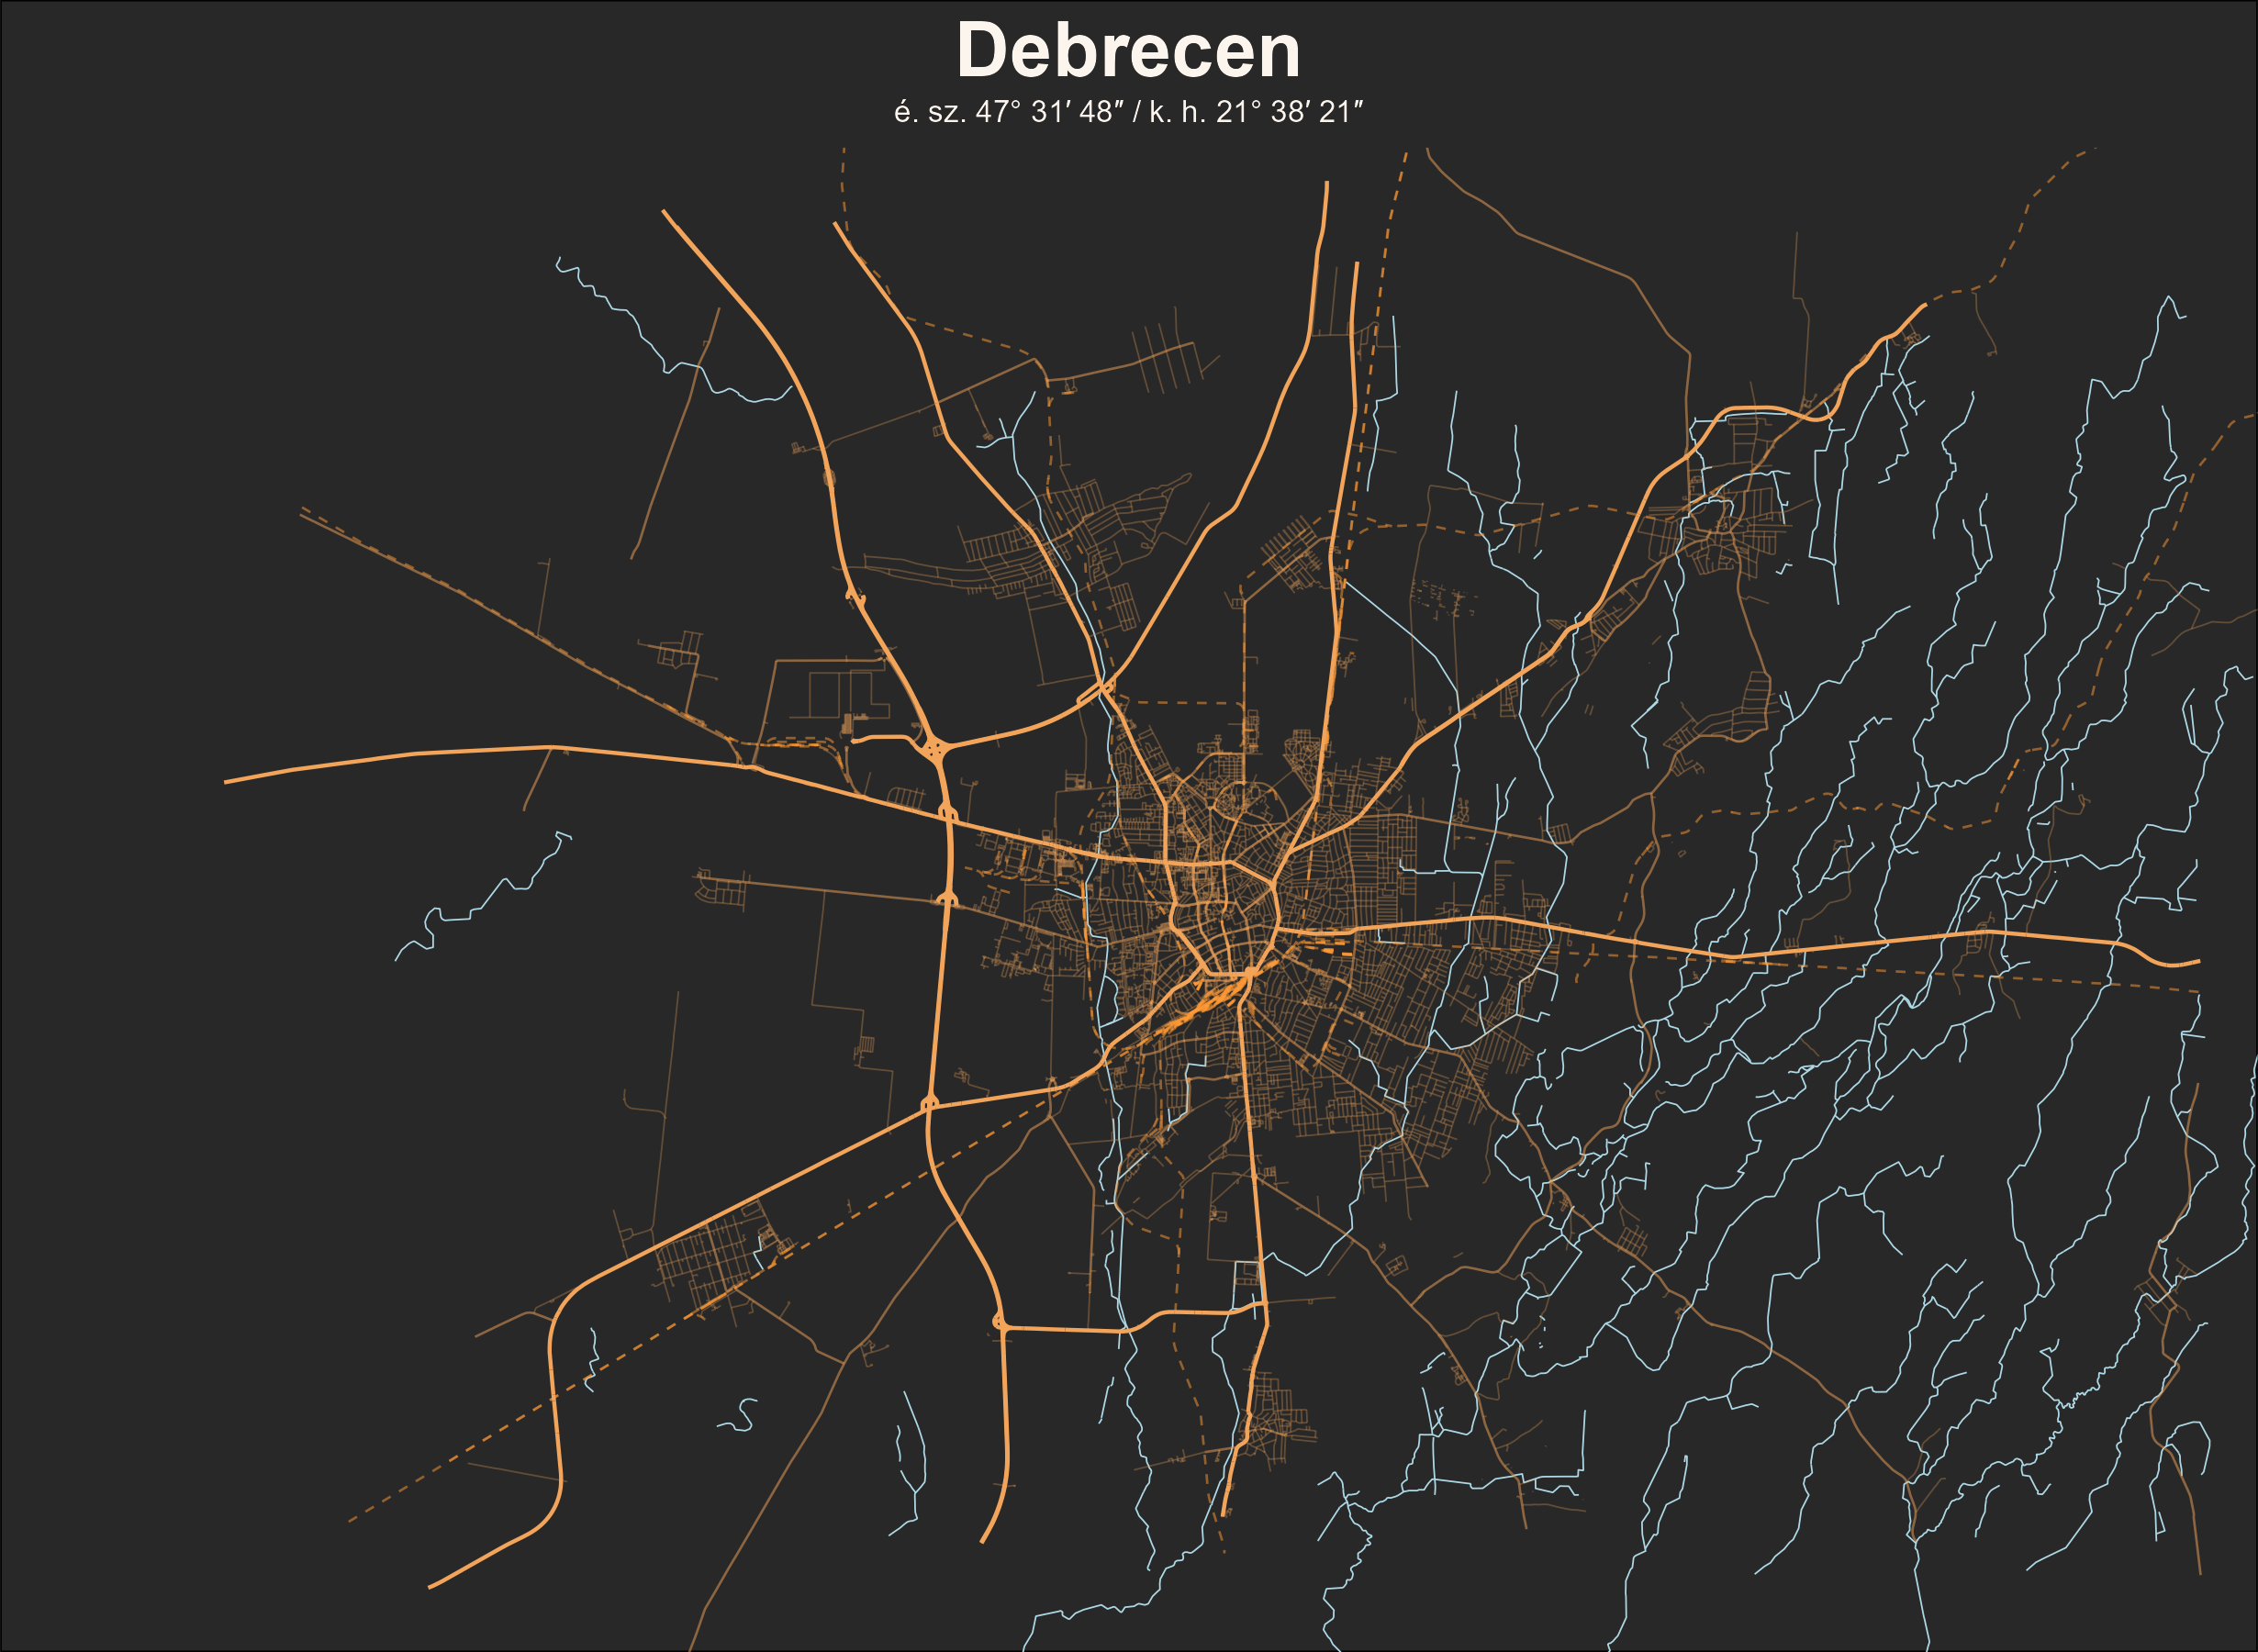 Debrecen
é. sz. 47° 31′ 48″ / k. h. 21° 38′ 21″